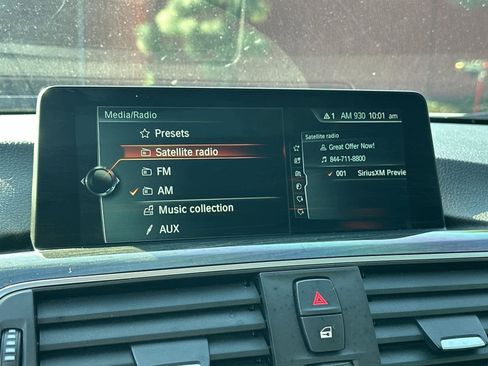 Media/Radio
1 AM 930 10:01 am
Presets
Satellite radio
FM
AM
Music collection
AUX
Satellite radio
Great Offer Now!
844-711-8800
001 SiriusXM Previe